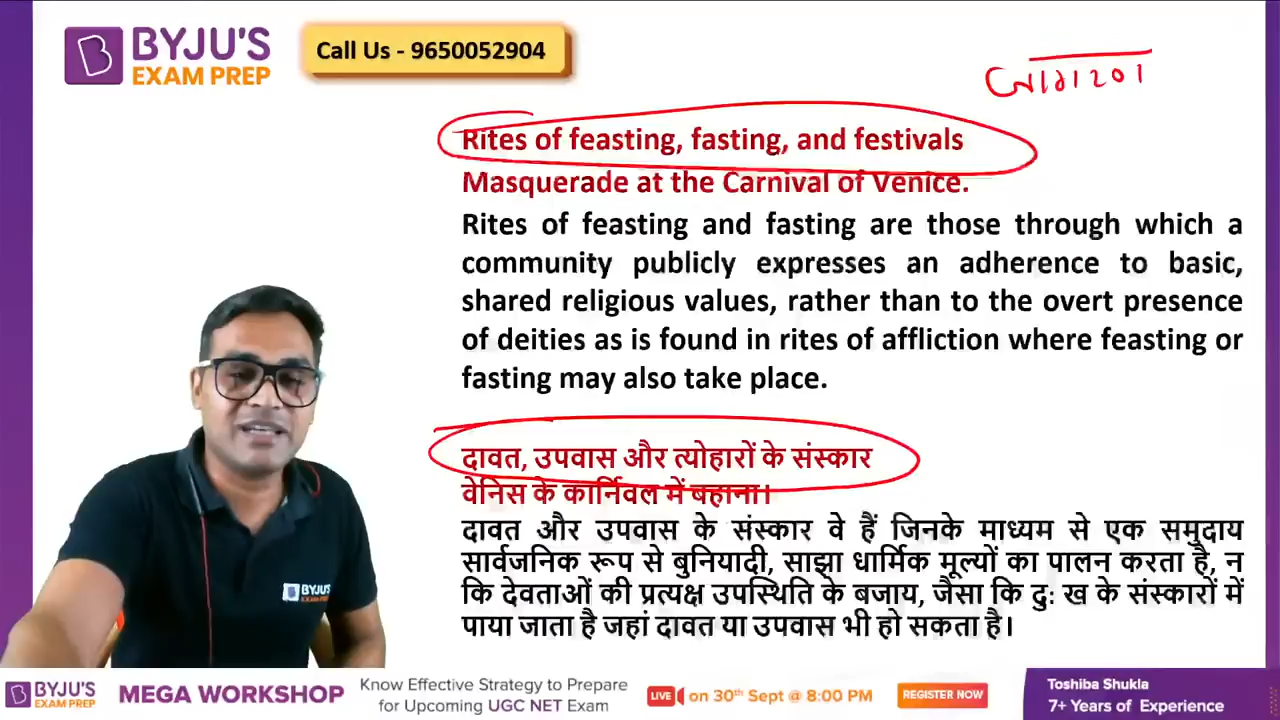 BYJU'S
EXAM PREP
Call Us - 9650052904
Rites of feasting, fasting, and festivals
Masquerade at the Carnival of Venice.
Rites of feasting and fasting are those through which a
community publicly expresses an adherence to basic,
shared religious values, rather than to the overt presence
of deities as is found in rites of affliction where feasting or
fasting may also take place.
दावत, उपवास और त्योहारों के संस्कार
वेनिस के कार्निवल में बहाना।
दावत और उपवास के संस्कार वे हैं जिनके माध्यम से एक समुदाय
सार्वजनिक रूप से बुनियादी, साझा धार्मिक मूल्यों का पालन करता है, न
कि देवताओं की प्रत्यक्ष उपस्थिति के बजाय, जैसा कि दु: ख के संस्कारों में
पाया जाता है जहां दावत या उपवास भी हो सकता है।
BYJU'S
EXAM PREP
BYJU'S
EXAM PREP
MEGA WORKSHOP
Know Effective Strategy to Prepare
for Upcoming UGC NET Exam
LIVE
on 30th Sept @ 8:00 PM
REGISTER NOW
Toshiba Shukla
7+ Years of Experience